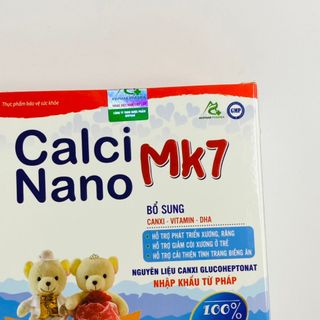 Thực phẩm bảo vệ sức khỏe
GMP
Calci
Nano
Mk7
BỔ SUNG
CANXI - VITAMIN - DHA
• HỖ TRỢ PHÁT TRIỂN XƯƠNG, RĂNG
• HỖ TRỢ GIẢM CÒI XƯƠNG Ở TRẺ
• HỖ TRỢ CẢI THIỆN TÌNH TRẠNG BIẾNG ĂN
NGUYÊN LIỆU CANXI GLUCOHEPTONAT
NHẬP KHẨU TỪ PHÁP
100%